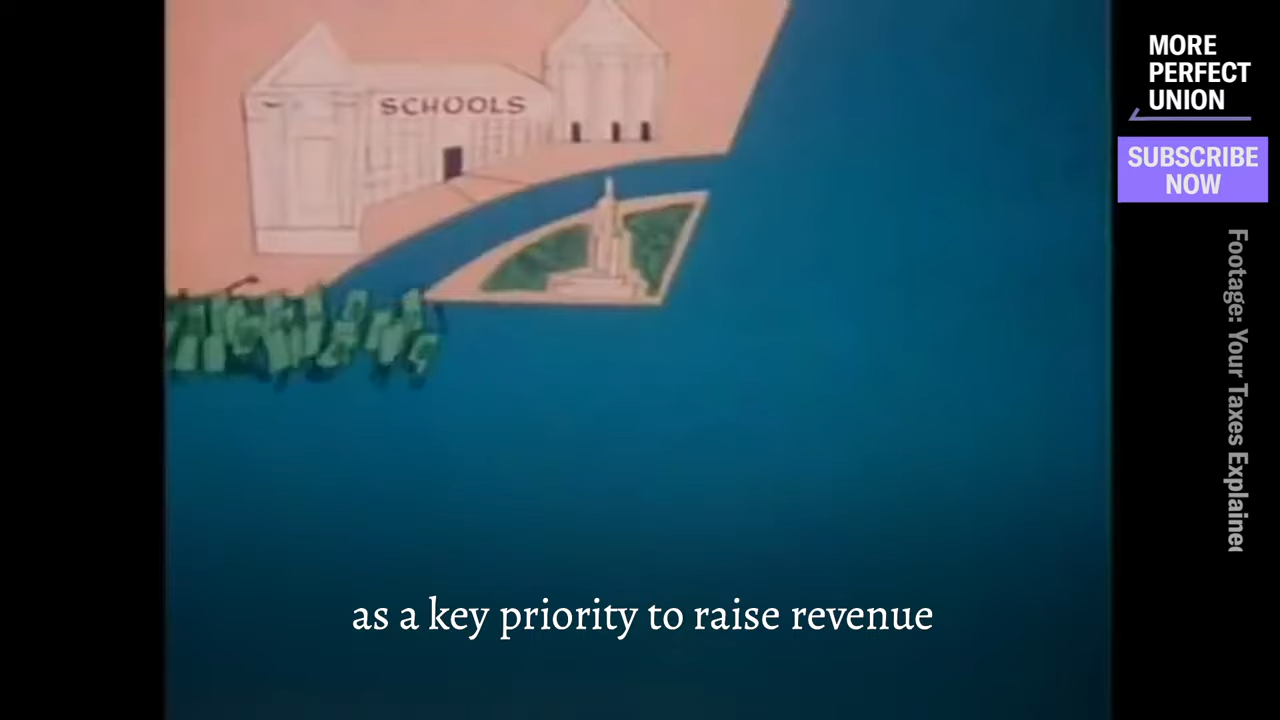 SCHOOLS
MORE
PERFECT
UNION
SUBSCRIBE
NOW
Footage: Your Taxes Explained
as a key priority to raise revenue